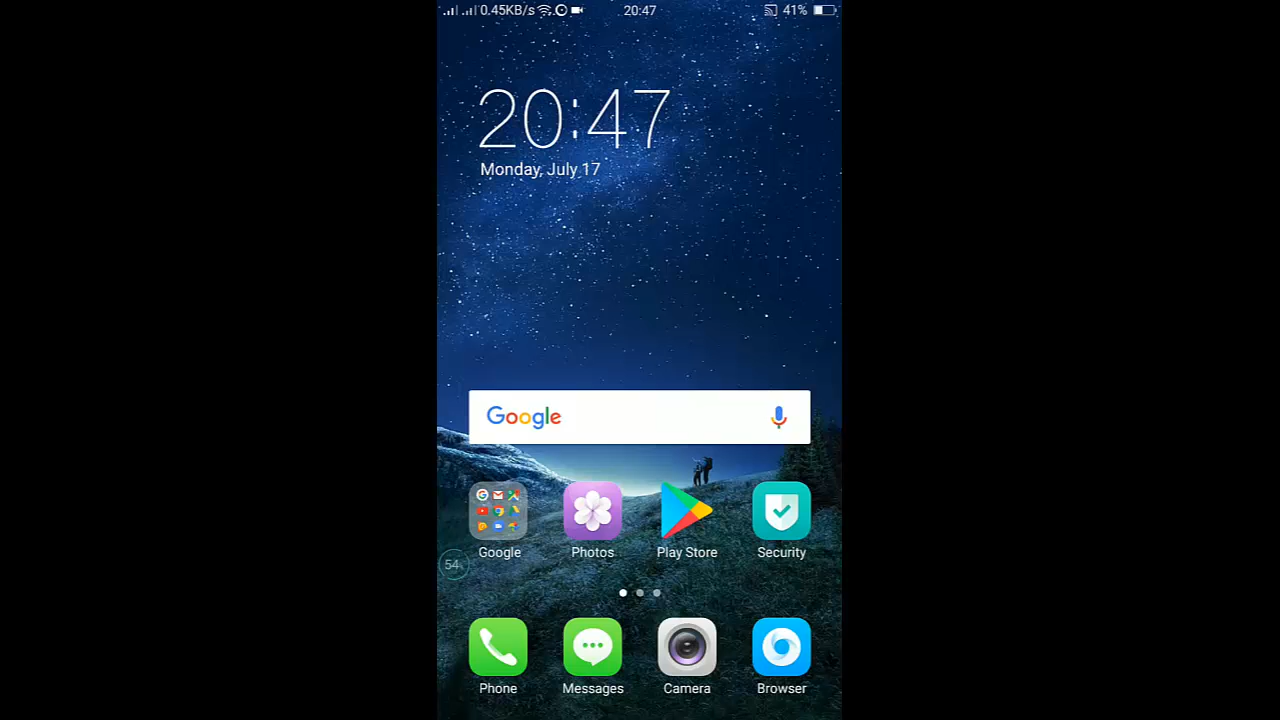 0.45KB/s 20:47 41%
20:47
Monday, July 17
Google
Google Photos Play Store Security
54%
Phone Messages Camera Browser